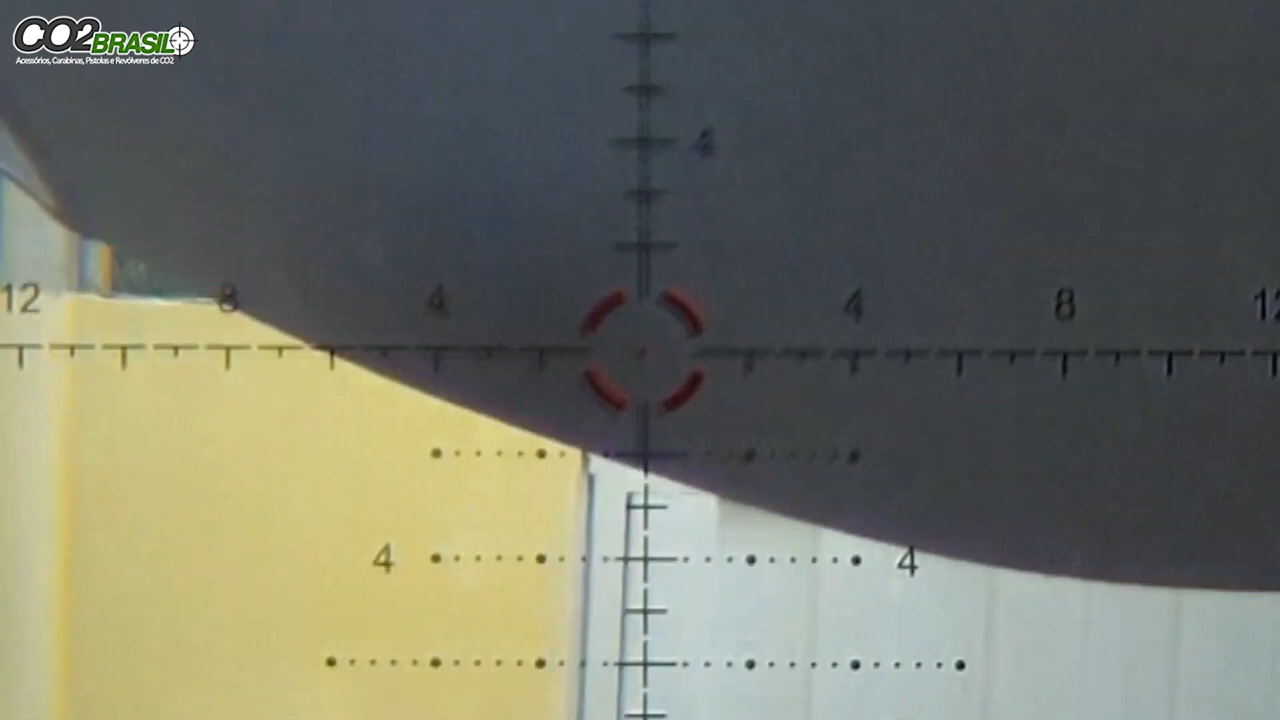 CO2BRASIL
Acessórios, Carabinas, Pistolas e Revólveres de CO2
4
12 8 4 4 8 12
4 4